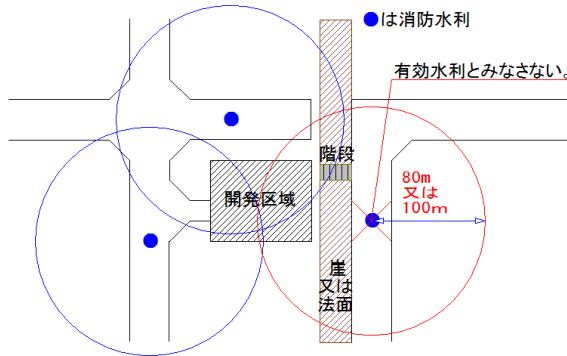 は消防水利
有効水利とみなさない。
階段
80m
又は
100m
開発区域
崖
又は
法面